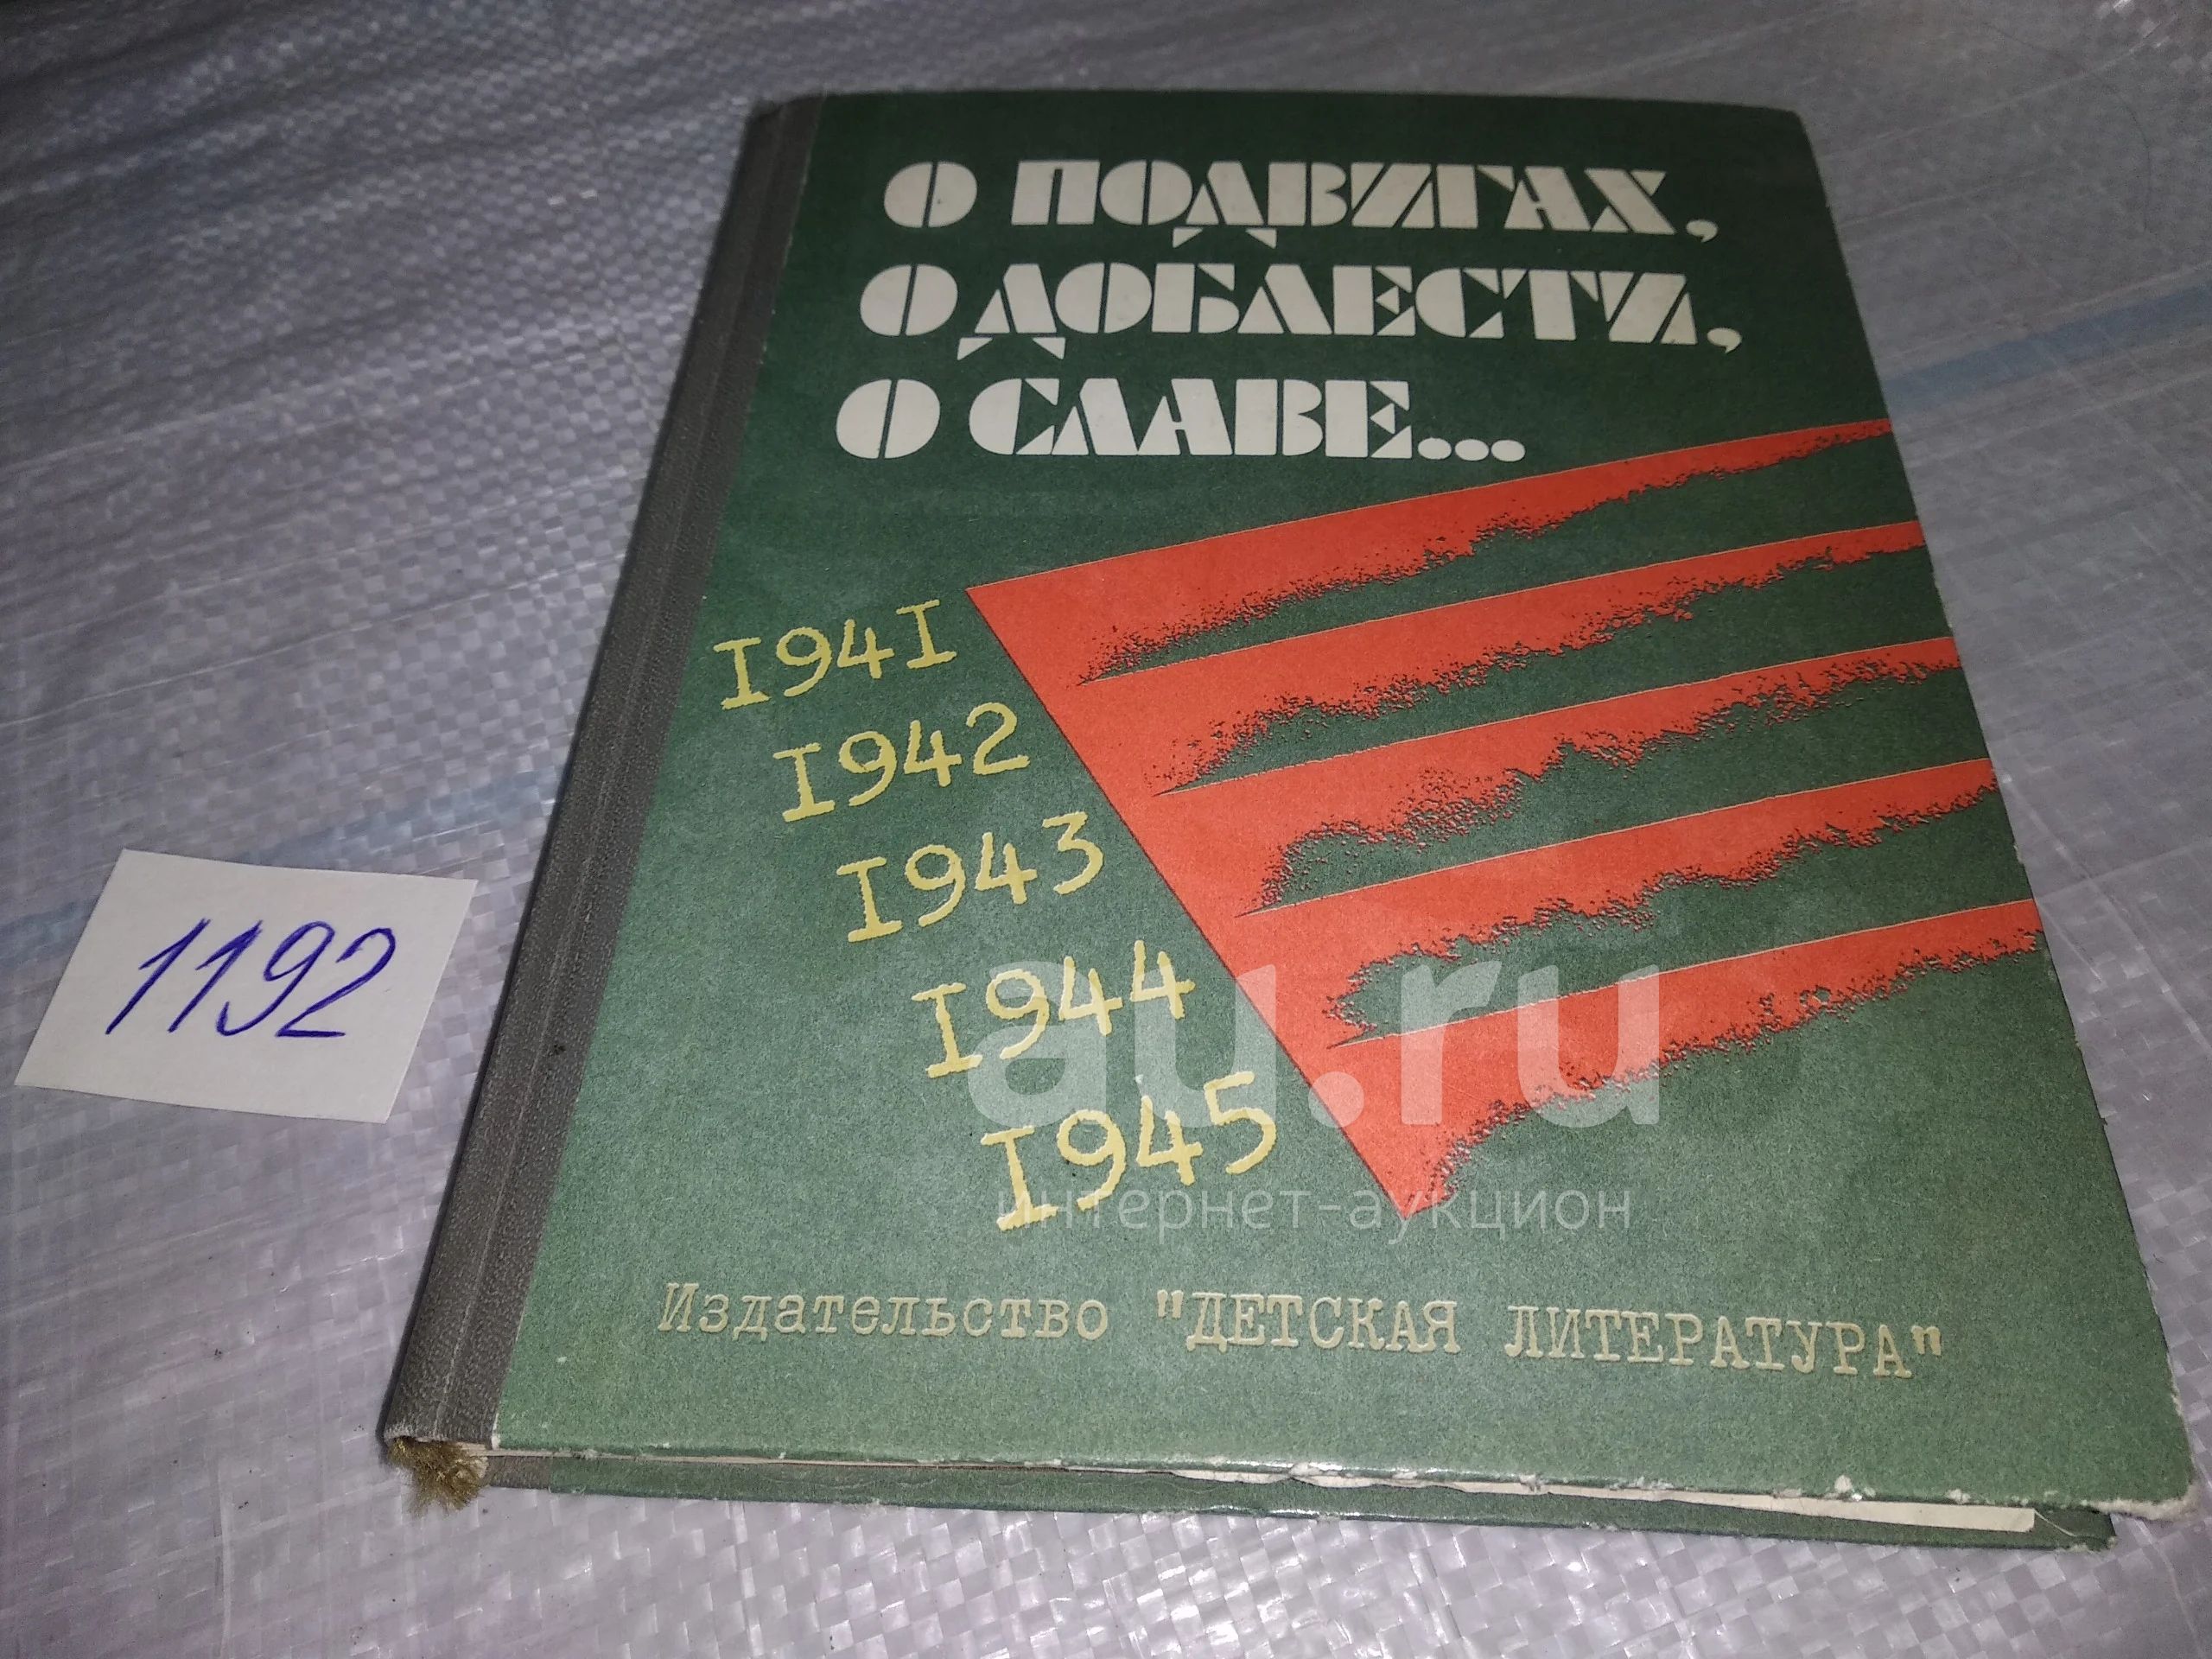 О ПОДВИГАХ,
О ДОБЛЕСТИ,
О СЛАВЕ...
1941
1942
1943
1944
1945
1192
au.ru
интернет-аукцион
Издательство "ДЕТСКАЯ ЛИТЕРАТУРА"